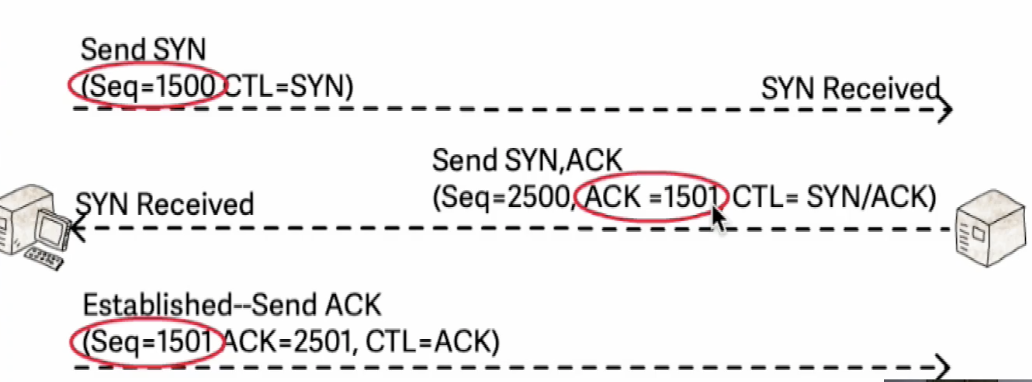 Send SYN
(Seq=1500 CTL=SYN)
SYN Received
Send SYN,ACK
(Seq=2500, ACK =1501 CTL= SYN/ACK)
SYN Received
Established--Send ACK
(Seq=1501 ACK=2501, CTL=ACK)